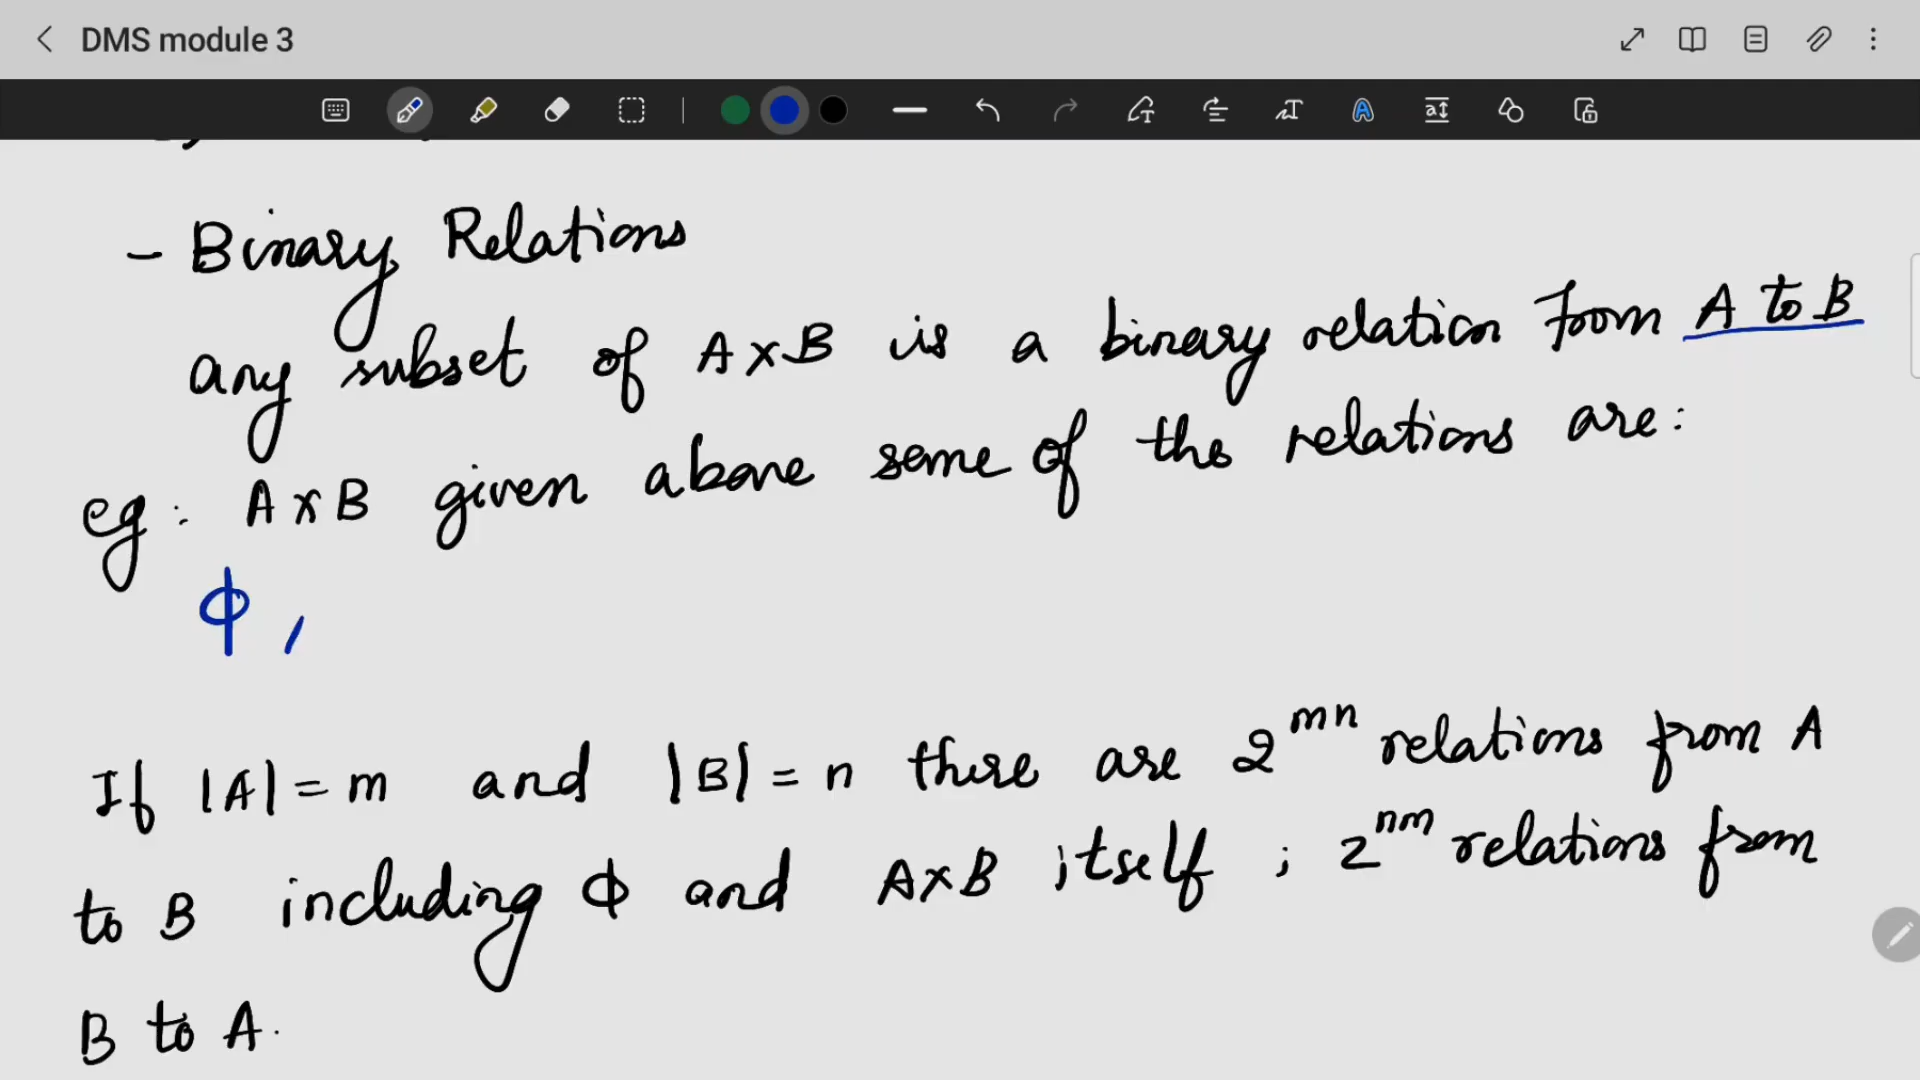 DMS module 3
- Binary Relations
any subset of A×B is a binary relation from A to B
eg: A×B given above some of the relations are:
ϕ,
If |A|=m and |B|=n there are 2^mn relations from A
to B including ϕ and A×B itself; 2^nm relations from
B to A.